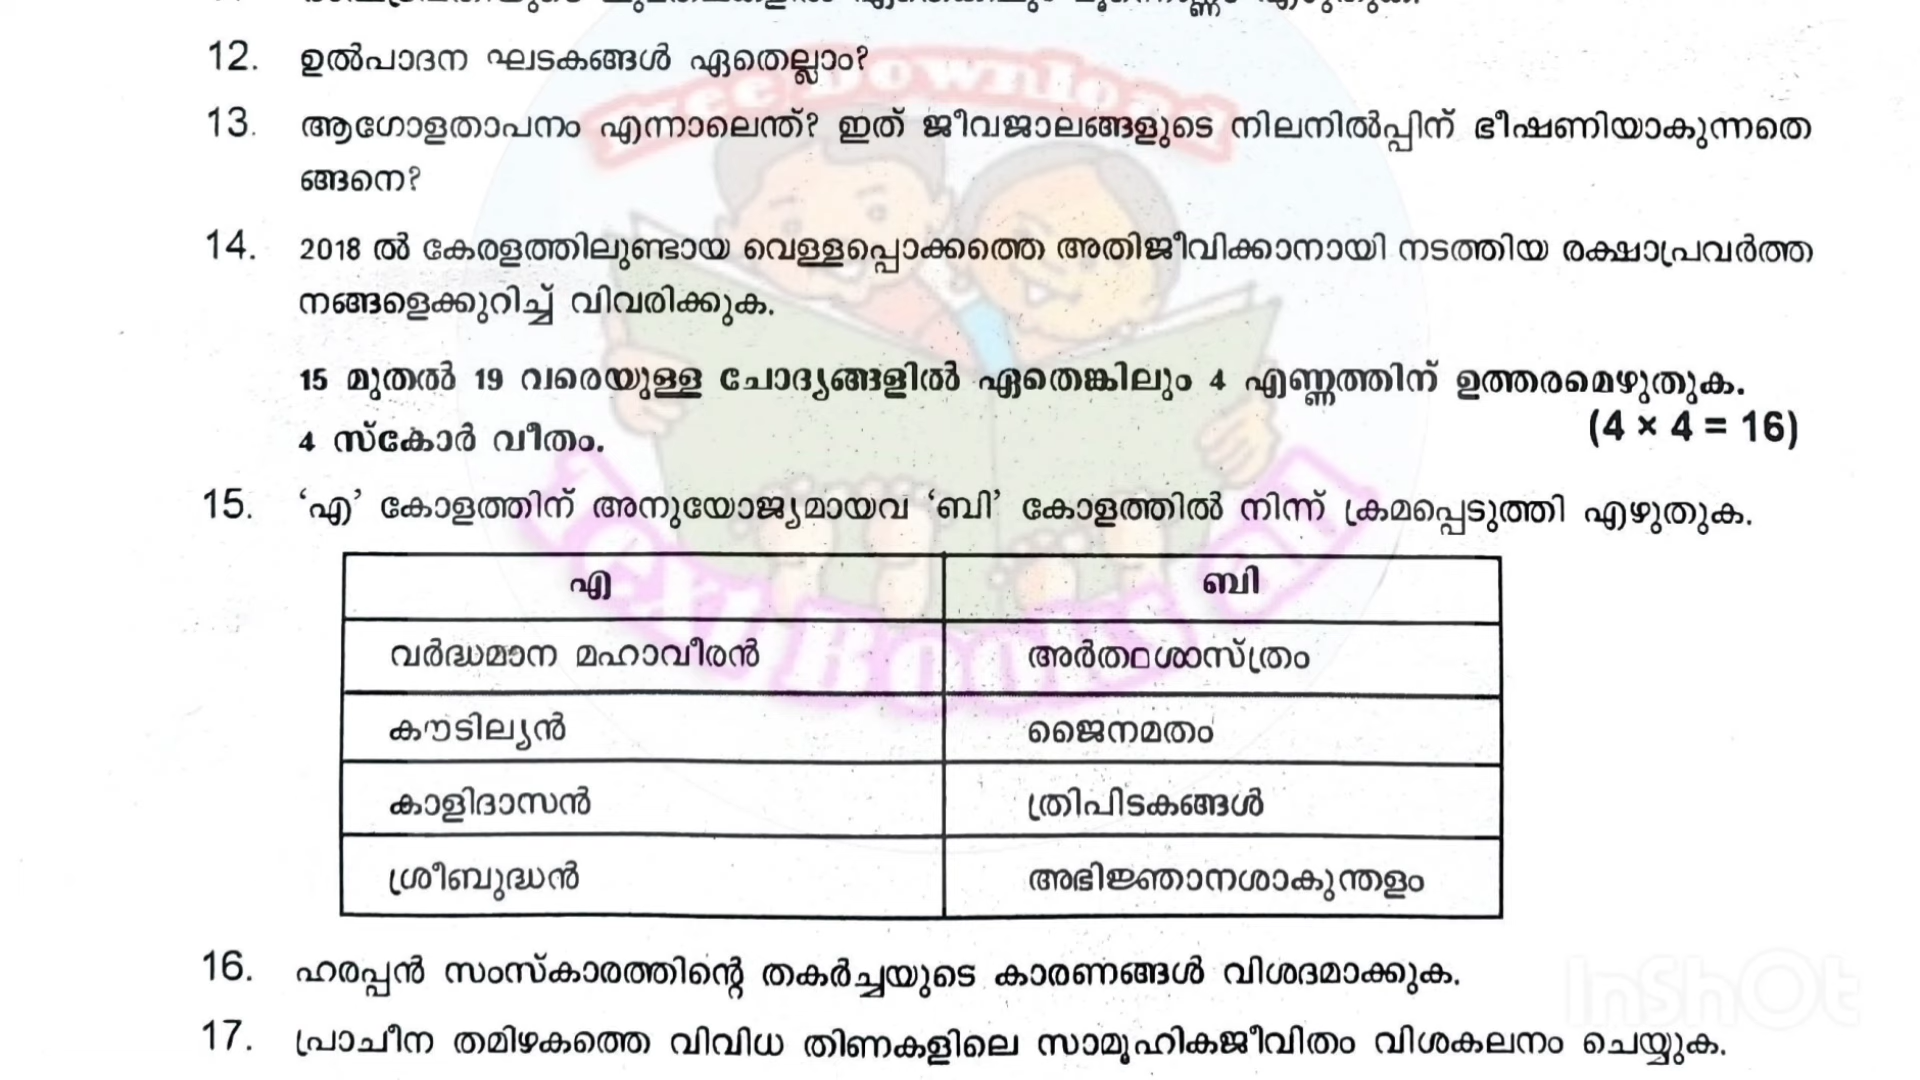 12. ഉൽപാദന ഘടകങ്ങൾ ഏതെല്ലാം?
13. ആഗോളതാപനം എന്നാലെന്ത്? ഇത് ജീവജാലങ്ങളുടെ നിലനിൽപ്പിന് ഭീഷണിയാകുന്നതെ
ങ്ങനെ?
14. 2018 ൽ കേരളത്തിലുണ്ടായ വെള്ളപ്പൊക്കത്തെ അതിജീവിക്കാനായി നടത്തിയ രക്ഷാപ്രവർത്ത
നങ്ങളെക്കുറിച്ച് വിവരിക്കുക.
15 മുതൽ 19 വരെയുള്ള ചോദ്യങ്ങളിൽ ഏതെങ്കിലും 4 എണ്ണത്തിന് ഉത്തരമെഴുതുക.
4 സ്കോർ വീതം. (4 × 4 = 16)
15. ‘എ’ കോളത്തിന് അനുയോജ്യമായവ ‘ബി’ കോളത്തിൽ നിന്ന് ക്രമപ്പെടുത്തി എഴുതുക.
എ ബി
വർദ്ധമാന മഹാവീരൻ അർത്ഥശാസ്ത്രം
കൗടില്യൻ ജൈനമതം
കാളിദാസൻ ത്രിപിടകങ്ങൾ
ശ്രീബുദ്ധൻ അഭിജ്ഞാനശാകുന്തളം
16. ഹരപ്പൻ സംസ്കാരത്തിന്റെ തകർച്ചയുടെ കാരണങ്ങൾ വിശദമാക്കുക.
17. പ്രാചീന തമിഴകത്തെ വിവിധ തിണകളിലെ സാമൂഹികജീവിതം വിശകലനം ചെയ്യുക.
Free Download
InShOt